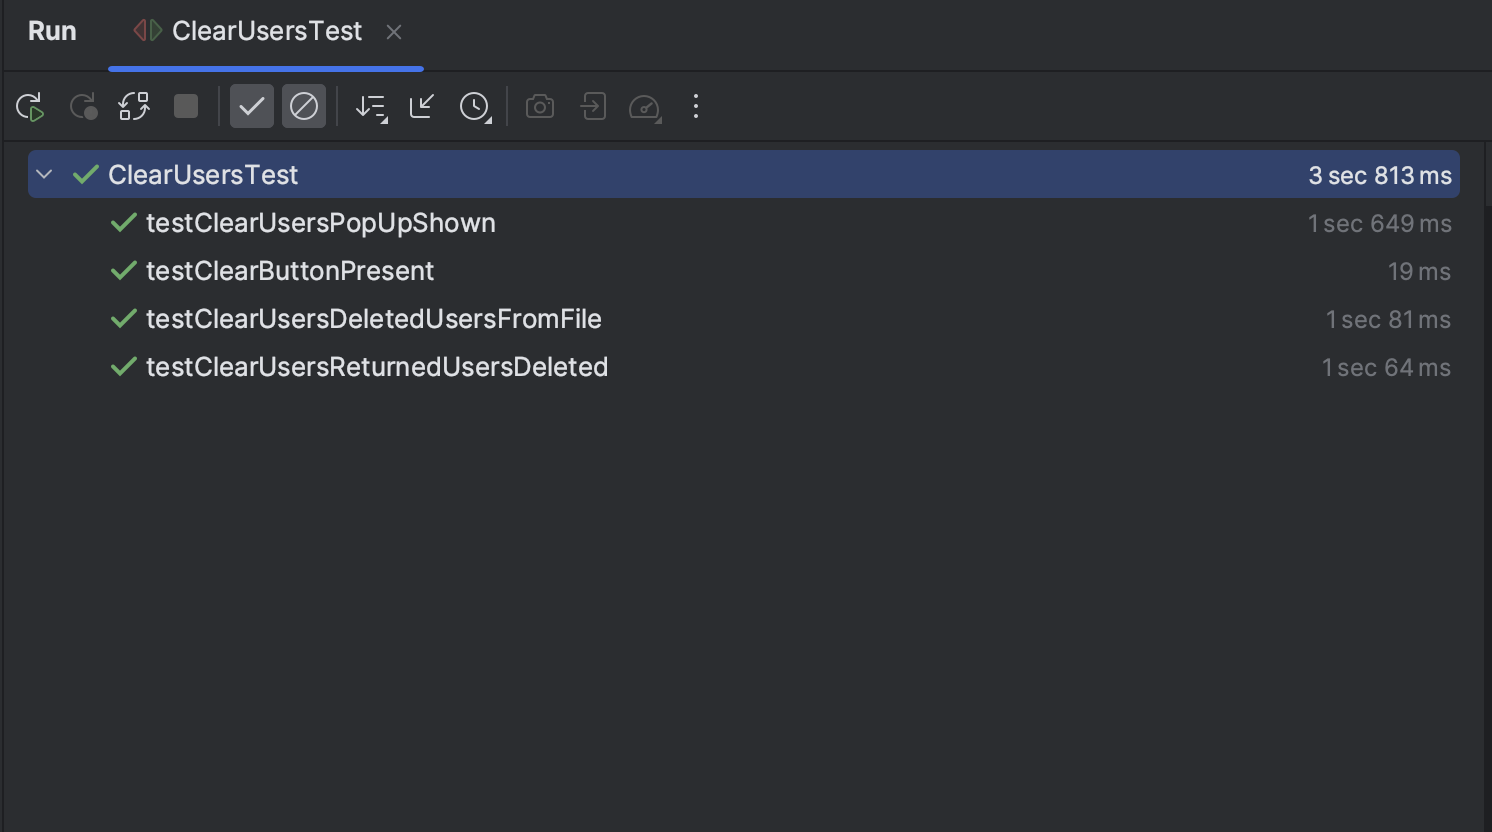 Run ClearUsersTest
ClearUsersTest 3 sec 813 ms
testClearUsersPopUpShown 1 sec 649 ms
testClearButtonPresent 19 ms
testClearUsersDeletedUsersFromFile 1 sec 81 ms
testClearUsersReturnedUsersDeleted 1 sec 64 ms